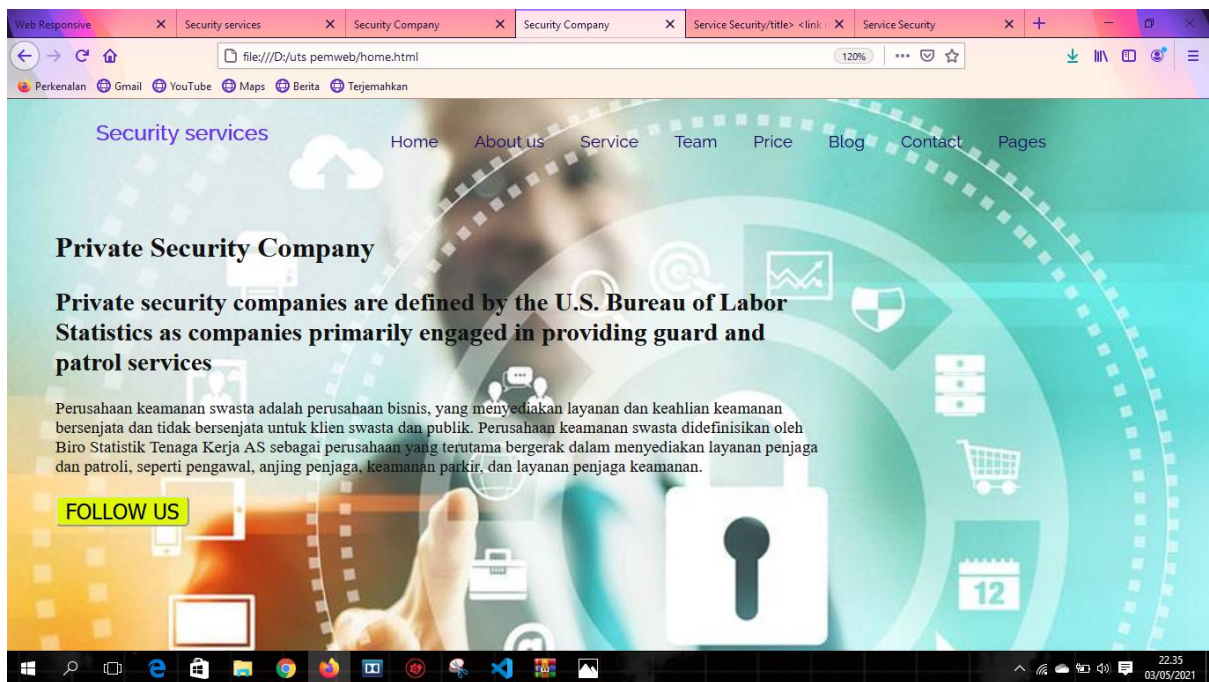 Web Responsive
Security services
Security Company
Security Company
Service Security/title> <link
Service Security
file:///D:/uts pemweb/home.html
120%
Perkenalan Gmail YouTube Maps Berita Terjemahkan
Security services
Home About us Service Team Price Blog Contact Pages
Private Security Company
Private security companies are defined by the U.S. Bureau of Labor
Statistics as companies primarily engaged in providing guard and
patrol services
Perusahaan keamanan swasta adalah perusahaan bisnis, yang menyediakan layanan dan keahlian keamanan
bersenjata dan tidak bersenjata untuk klien swasta dan publik. Perusahaan keamanan swasta didefinisikan oleh
Biro Statistik Tenaga Kerja AS sebagai perusahaan yang terutama bergerak dalam menyediakan layanan penjaga
dan patroli, seperti pengawal, anjing penjaga, keamanan parkir, dan layanan penjaga keamanan.
FOLLOW US
12
22.35
03/05/2021